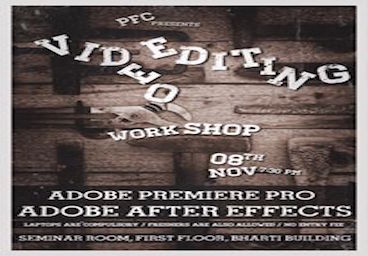 PFC PRESENTS
VIDEO EDITING
WORK SHOP
08TH
NOV 7:30 PM
ADOBE PREMIERE PRO
ADOBE AFTER EFFECTS
LAPTOPS ARE COMPULSORY / FRESHERS ARE ALSO ALLOWED / NO ENTRY FEE
SEMINAR ROOM, FIRST FLOOR, BHARTI BUILDING